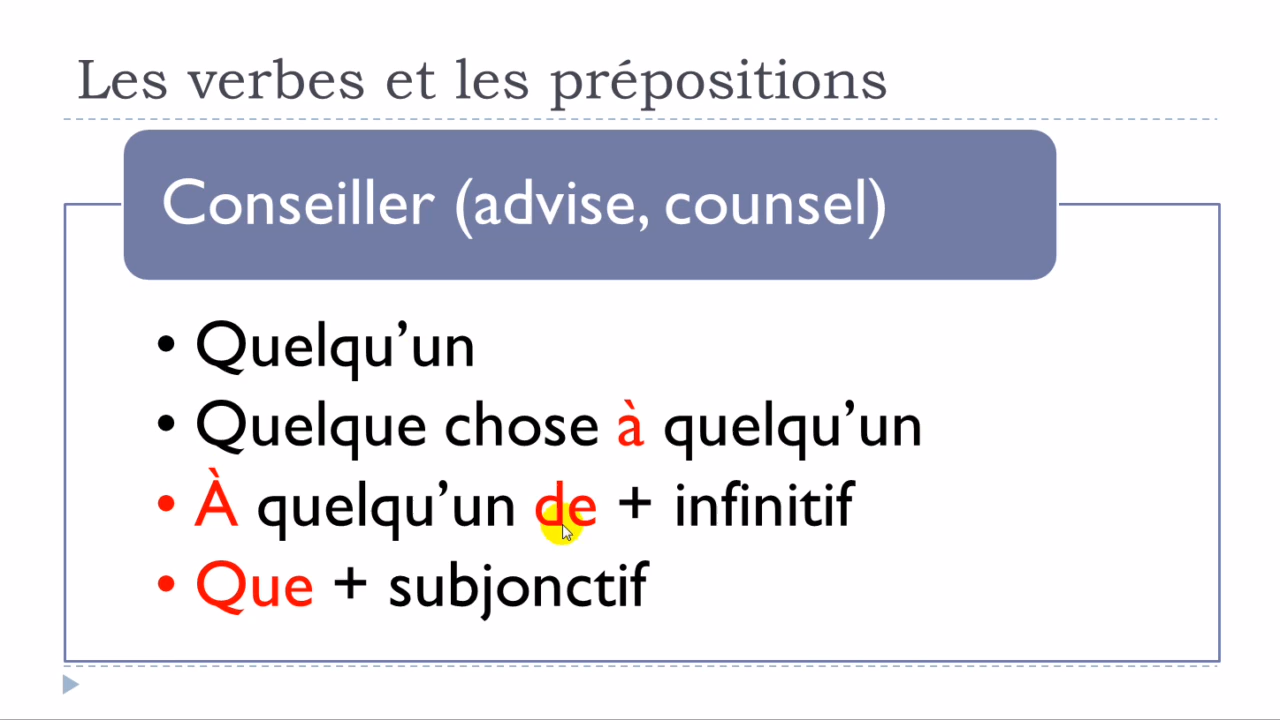 Les verbes et les prépositions
Conseiller (advise, counsel)
• Quelqu’un
• Quelque chose à quelqu’un
• À quelqu’un de + infinitif
• Que + subjonctif